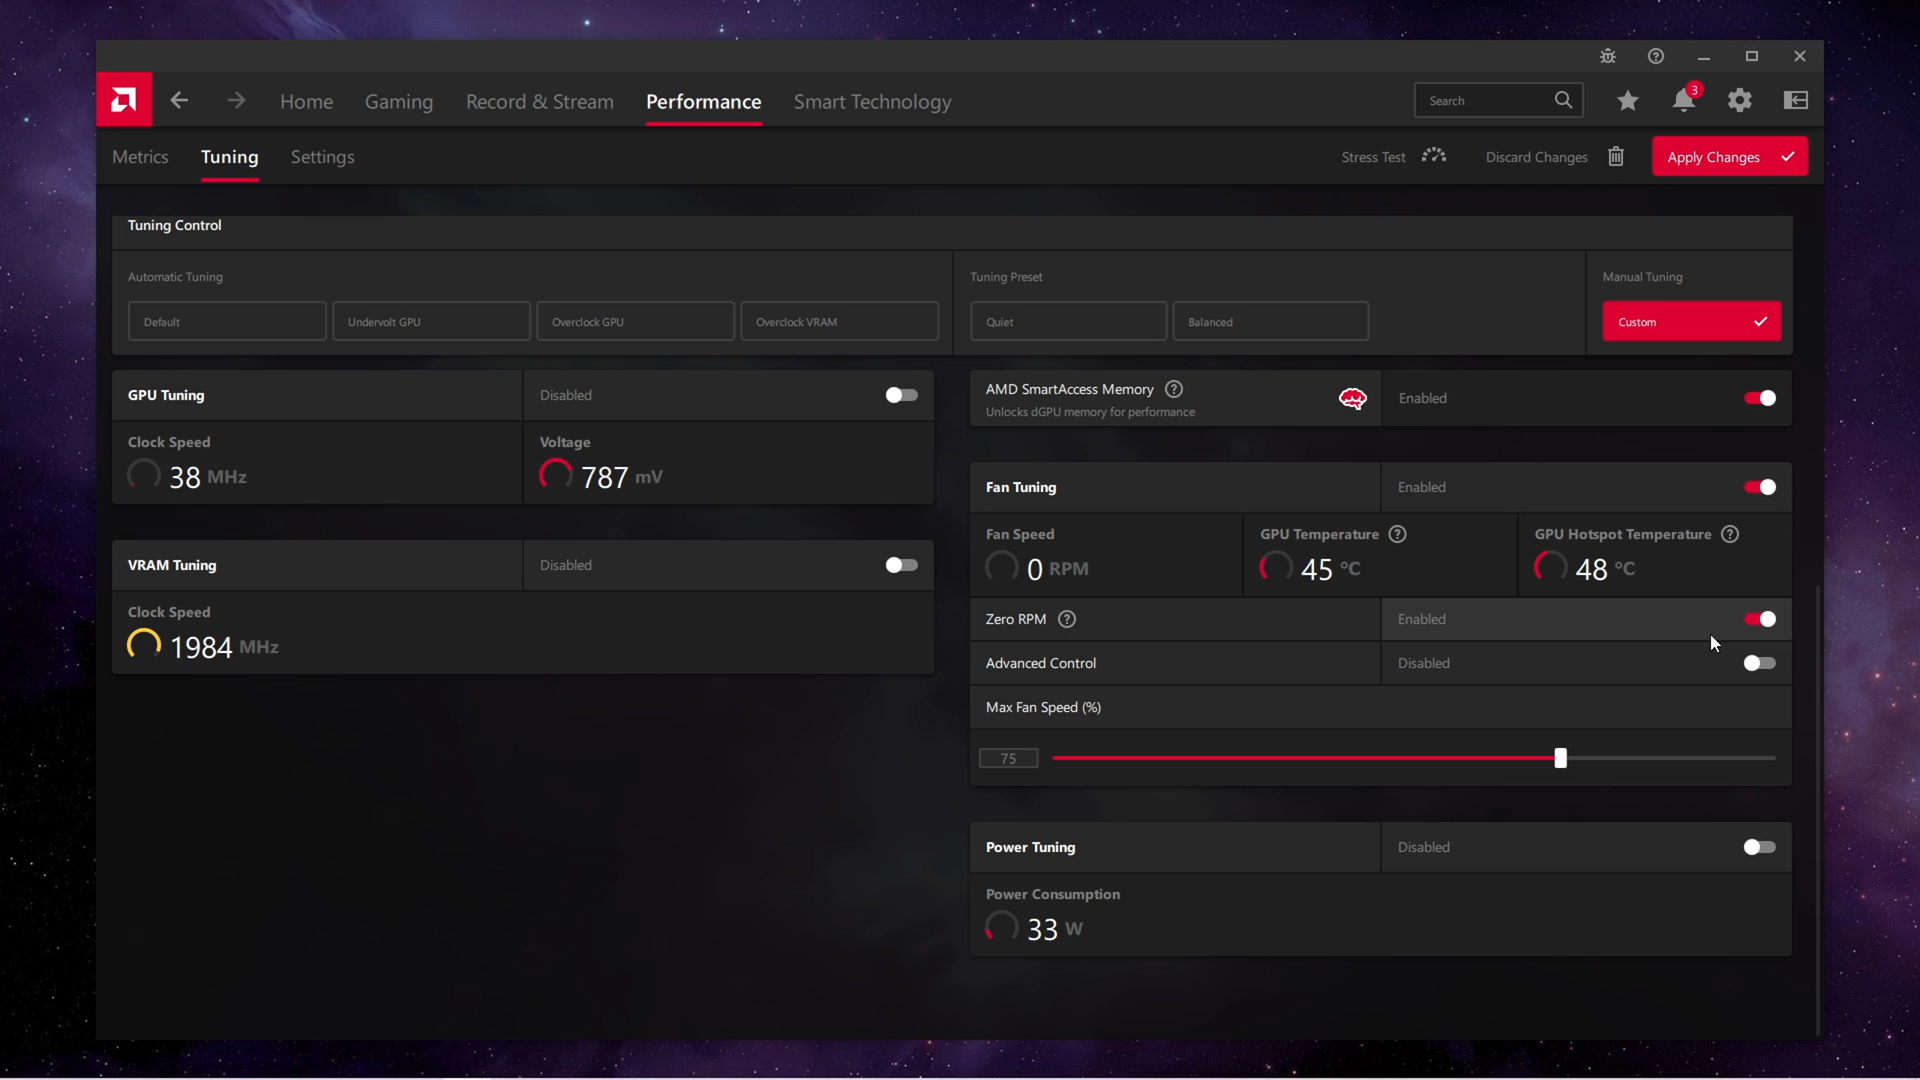 Home
Gaming
Record & Stream
Performance
Smart Technology
Search
3
Metrics
Tuning
Settings
Stress Test
Discard Changes
Apply Changes
Tuning Control
Automatic Tuning
Tuning Preset
Manual Tuning
Default
Undervolt GPU
Overclock GPU
Overclock VRAM
Quiet
Balanced
Custom
GPU Tuning
Disabled
Clock Speed
38 MHz
Voltage
787 mV
VRAM Tuning
Disabled
Clock Speed
1984 MHz
AMD SmartAccess Memory
Unlocks dGPU memory for performance
Enabled
Fan Tuning
Enabled
Fan Speed
0 RPM
GPU Temperature
45 °C
GPU Hotspot Temperature
48 °C
Zero RPM
Enabled
Advanced Control
Disabled
Max Fan Speed (%)
75
Power Tuning
Disabled
Power Consumption
33 W